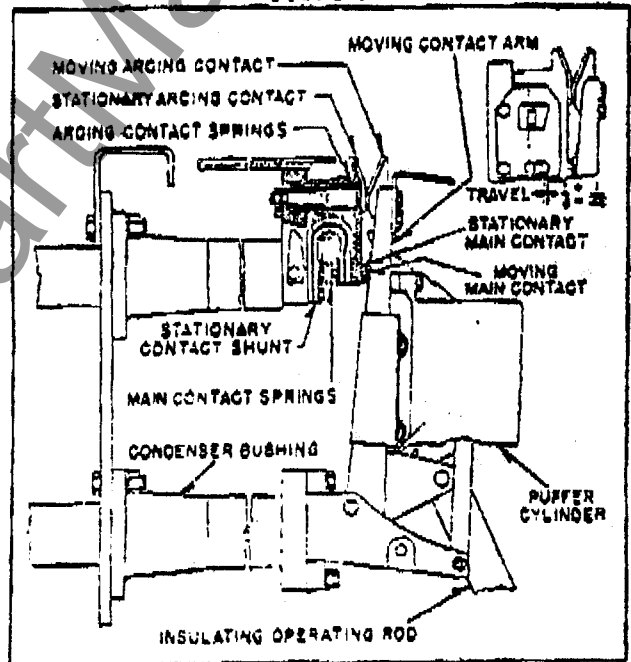 MOVING CONTACT ARM
MOVING ARCING CONTACT
STATIONARY ARCING CONTACT
ARCING CONTACT SPRINGS
TRAVEL
STATIONARY
MAIN CONTACT
MOVING
MAIN CONTACT
STATIONARY
CONTACT SHUNT
MAIN CONTACT SPRINGS
CONDENSER BUSHING
PUFFER
CYLINDER
INSULATING OPERATING ROD